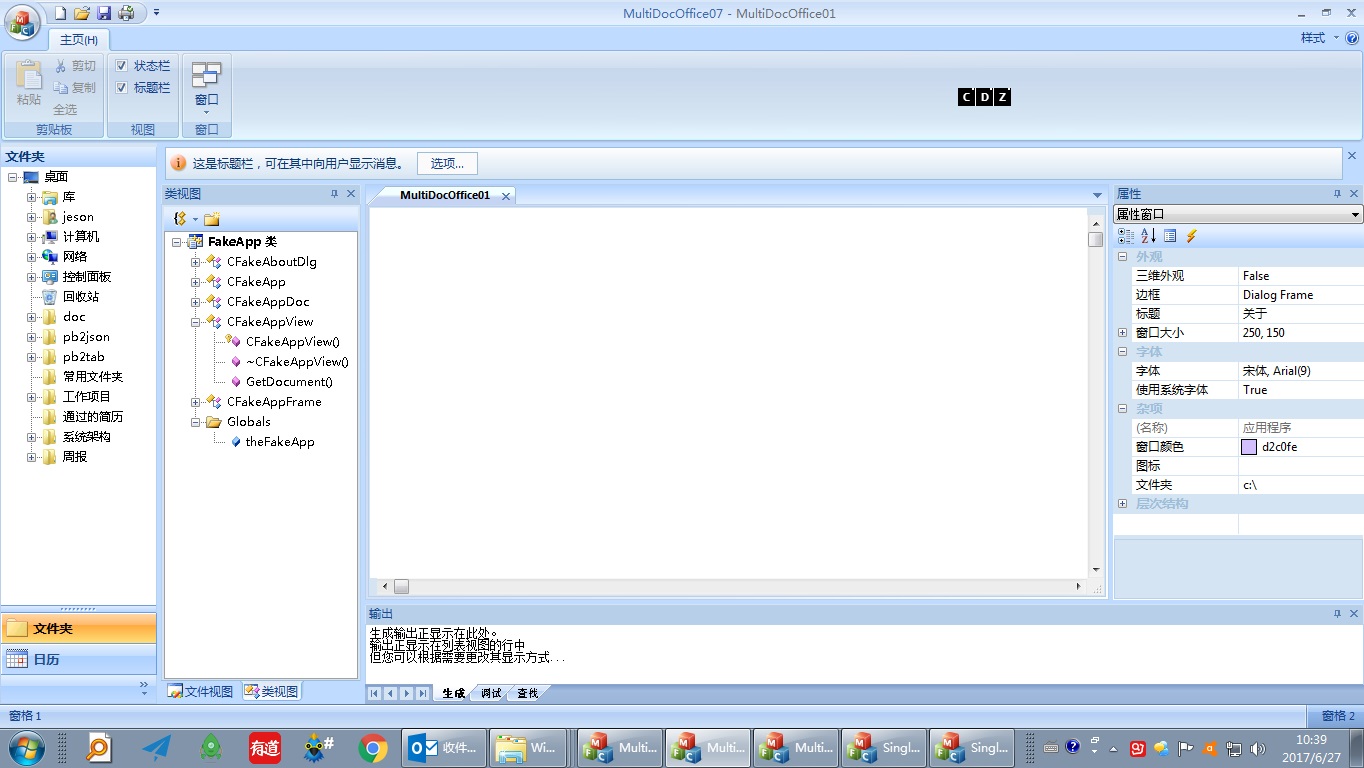 MultiDocOffice07 - MultiDocOffice01
主页(H)
样式
粘贴
剪切
复制
全选
剪贴板
状态栏
标题栏
视图
窗口
窗口
C D Z
文件夹
桌面
库
jeson
计算机
网络
控制面板
回收站
doc
pb2json
pb2tab
常用文件夹
工作项目
通过的简历
系统架构
周报
文件夹
日历
这是标题栏，可在其中向用户显示消息。
选项...
类视图
FakeApp 类
CFakeAboutDlg
CFakeApp
CFakeAppDoc
CFakeAppView
CFakeAppView()
~CFakeAppView()
GetDocument()
CFakeAppFrame
Globals
theFakeApp
文件视图
类视图
MultiDocOffice01
属性
属性窗口
外观
三维外观 False
边框 Dialog Frame
标题 关于
窗口大小 250, 150
字体
字体 宋体, Arial(9)
使用系统字体 True
杂项
(名称) 应用程序
窗口颜色 d2c0fe
图标
文件夹 c:\
层次结构
输出
生成输出正显示在此处。
输出正显示在列表视图的行中
但您可以根据需要更改其显示方式...
生成 调试 查找
窗格 1
窗格 2
有道
收件...
Wi...
Multi...
Multi...
Multi...
Singl...
Singl...
10:39
2017/6/27